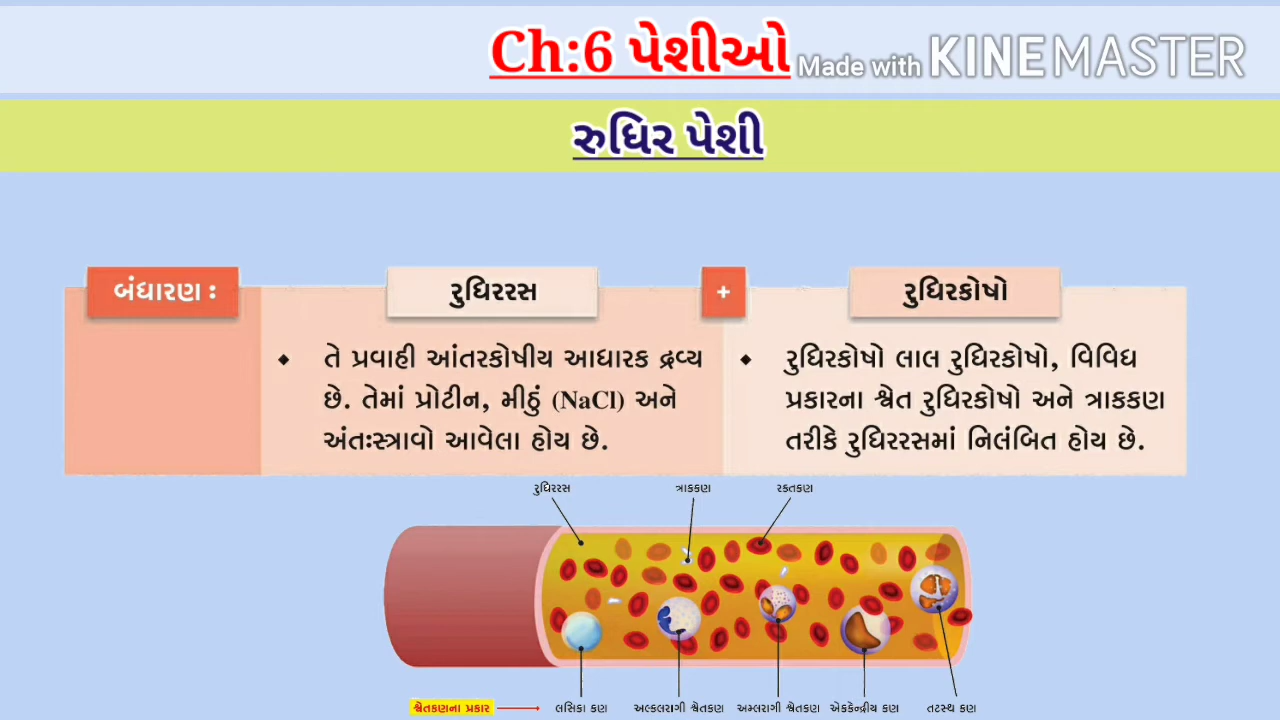 Ch:6 પેશીઓ
Made with KINEMASTER
રુધિર પેશી
બંધારણ :
રુધિરરસ
+
રુધિરકોષો
◆ તે પ્રવાહી આંતરકોષીય આધારક દ્રવ્ય
છે. તેમાં પ્રોટીન, મીઠું (NaCl) અને
અંતઃસ્ત્રાવો આવેલા હોય છે.
◆ રુધિરકોષો લાલ રુધિરકોષો, વિવિધ
પ્રકારના શ્વેત રુધિરકોષો અને ત્રાકકણ
તરીકે રુધિરરસમાં નિલંબિત હોય છે.
રુધિરરસ
ત્રાકકણ
રક્તકણ
શ્વેતકણના પ્રકાર
લસિકા કણ
અલ્કલરાગી શ્વેતકણ
અમ્લરાગી શ્વેતકણ
એકકેન્દ્રીય કણ
તટસ્થ કણ